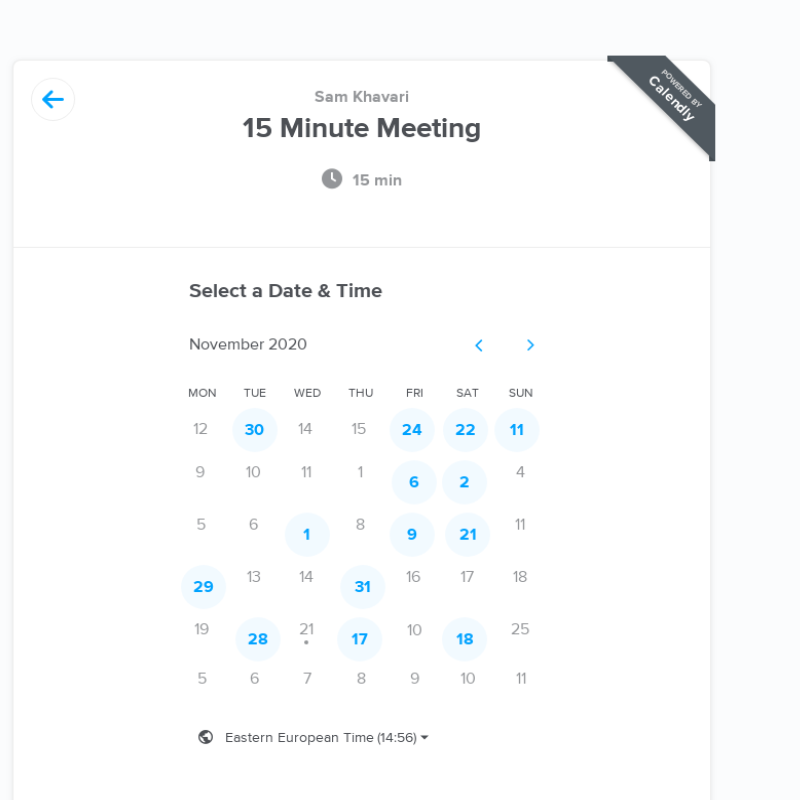 POWERED BY
Calendly
Sam Khavari
15 Minute Meeting
15 min
Select a Date & Time
November 2020
MON TUE WED THU FRI SAT SUN
12 30 14 15 24 22 11
9 10 11 1 6 2 4
5 6 1 8 9 21 11
29 13 14 31 16 17 18
19 28 21 17 10 18 25
5 6 7 8 9 10 11
Eastern European Time (14:56)